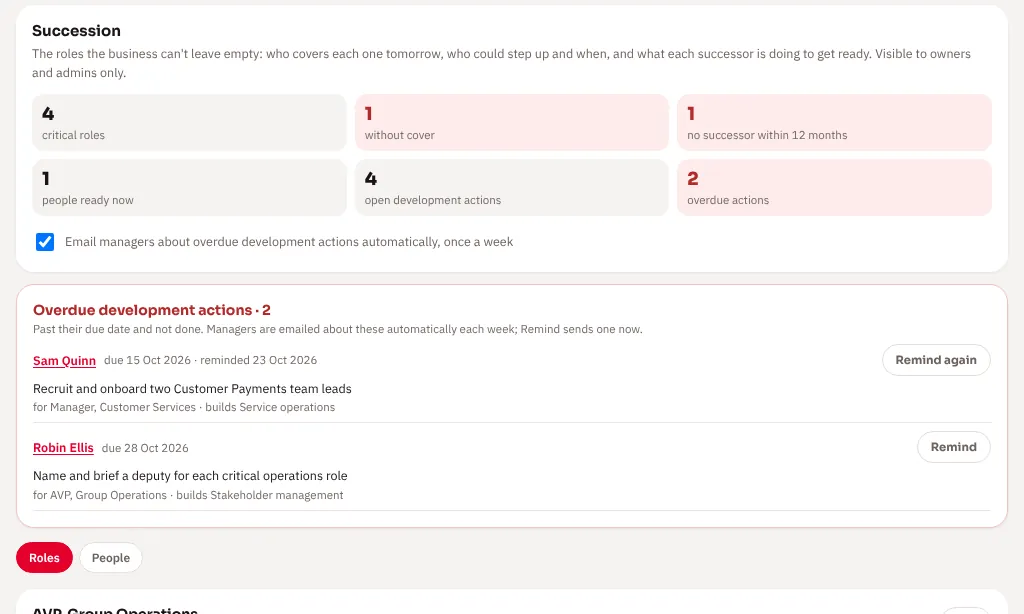 Succession
The roles the business can't leave empty: who covers each one tomorrow, who could step up and when, and what each successor is doing to get ready. Visible to owners
and admins only.
4
critical roles
1
without cover
1
no successor within 12 months
1
people ready now
4
open development actions
2
overdue actions
Email managers about overdue development actions automatically, once a week
Overdue development actions · 2
Past their due date and not done. Managers are emailed about these automatically each week; Remind sends one now.
Sam Quinn due 15 Oct 2026 · reminded 23 Oct 2026
Remind again
Recruit and onboard two Customer Payments team leads
for Manager, Customer Services · builds Service operations
Robin Ellis due 28 Oct 2026
Remind
Name and brief a deputy for each critical operations role
for AVP, Group Operations · builds Stakeholder management
Roles
People
AVP, Group Operations